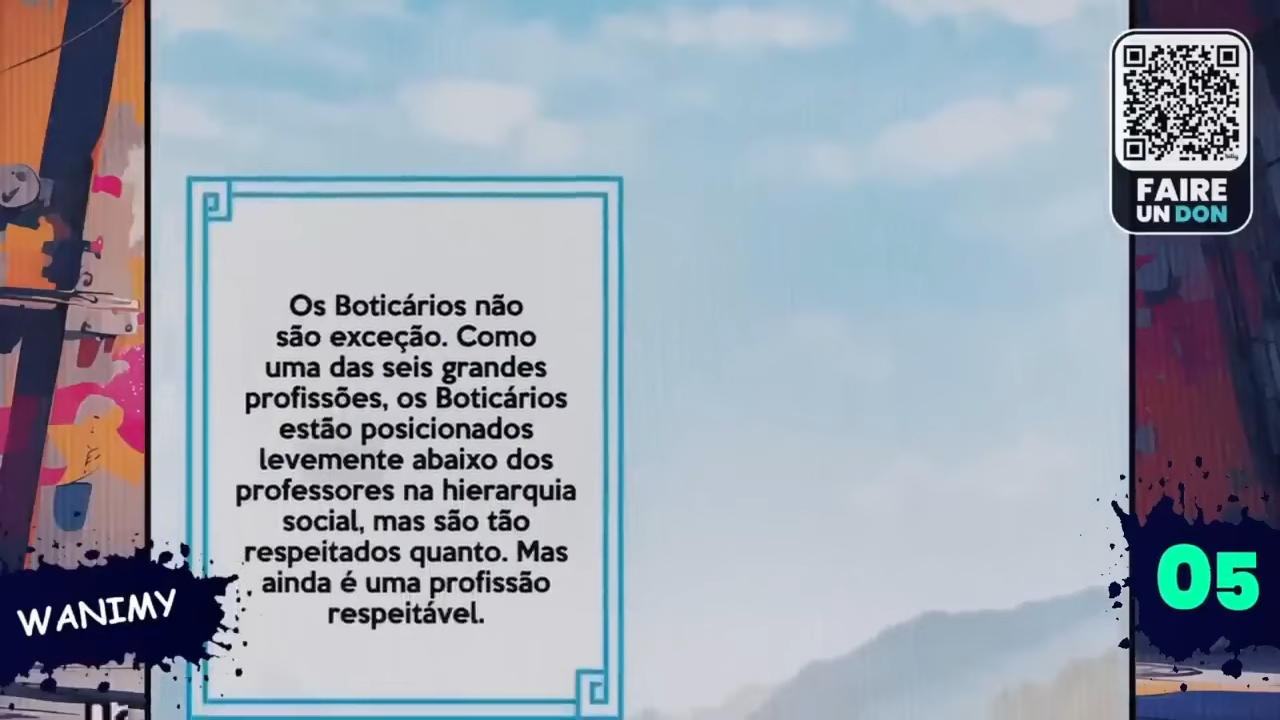 FAIRE
UN DON
Os Boticários não
são exceção. Como
uma das seis grandes
profissões, os Boticários
estão posicionados
levemente abaixo dos
professores na hierarquia
social, mas são tão
respeitados quanto. Mas
ainda é uma profissão
respeitável.
WANIMY
05